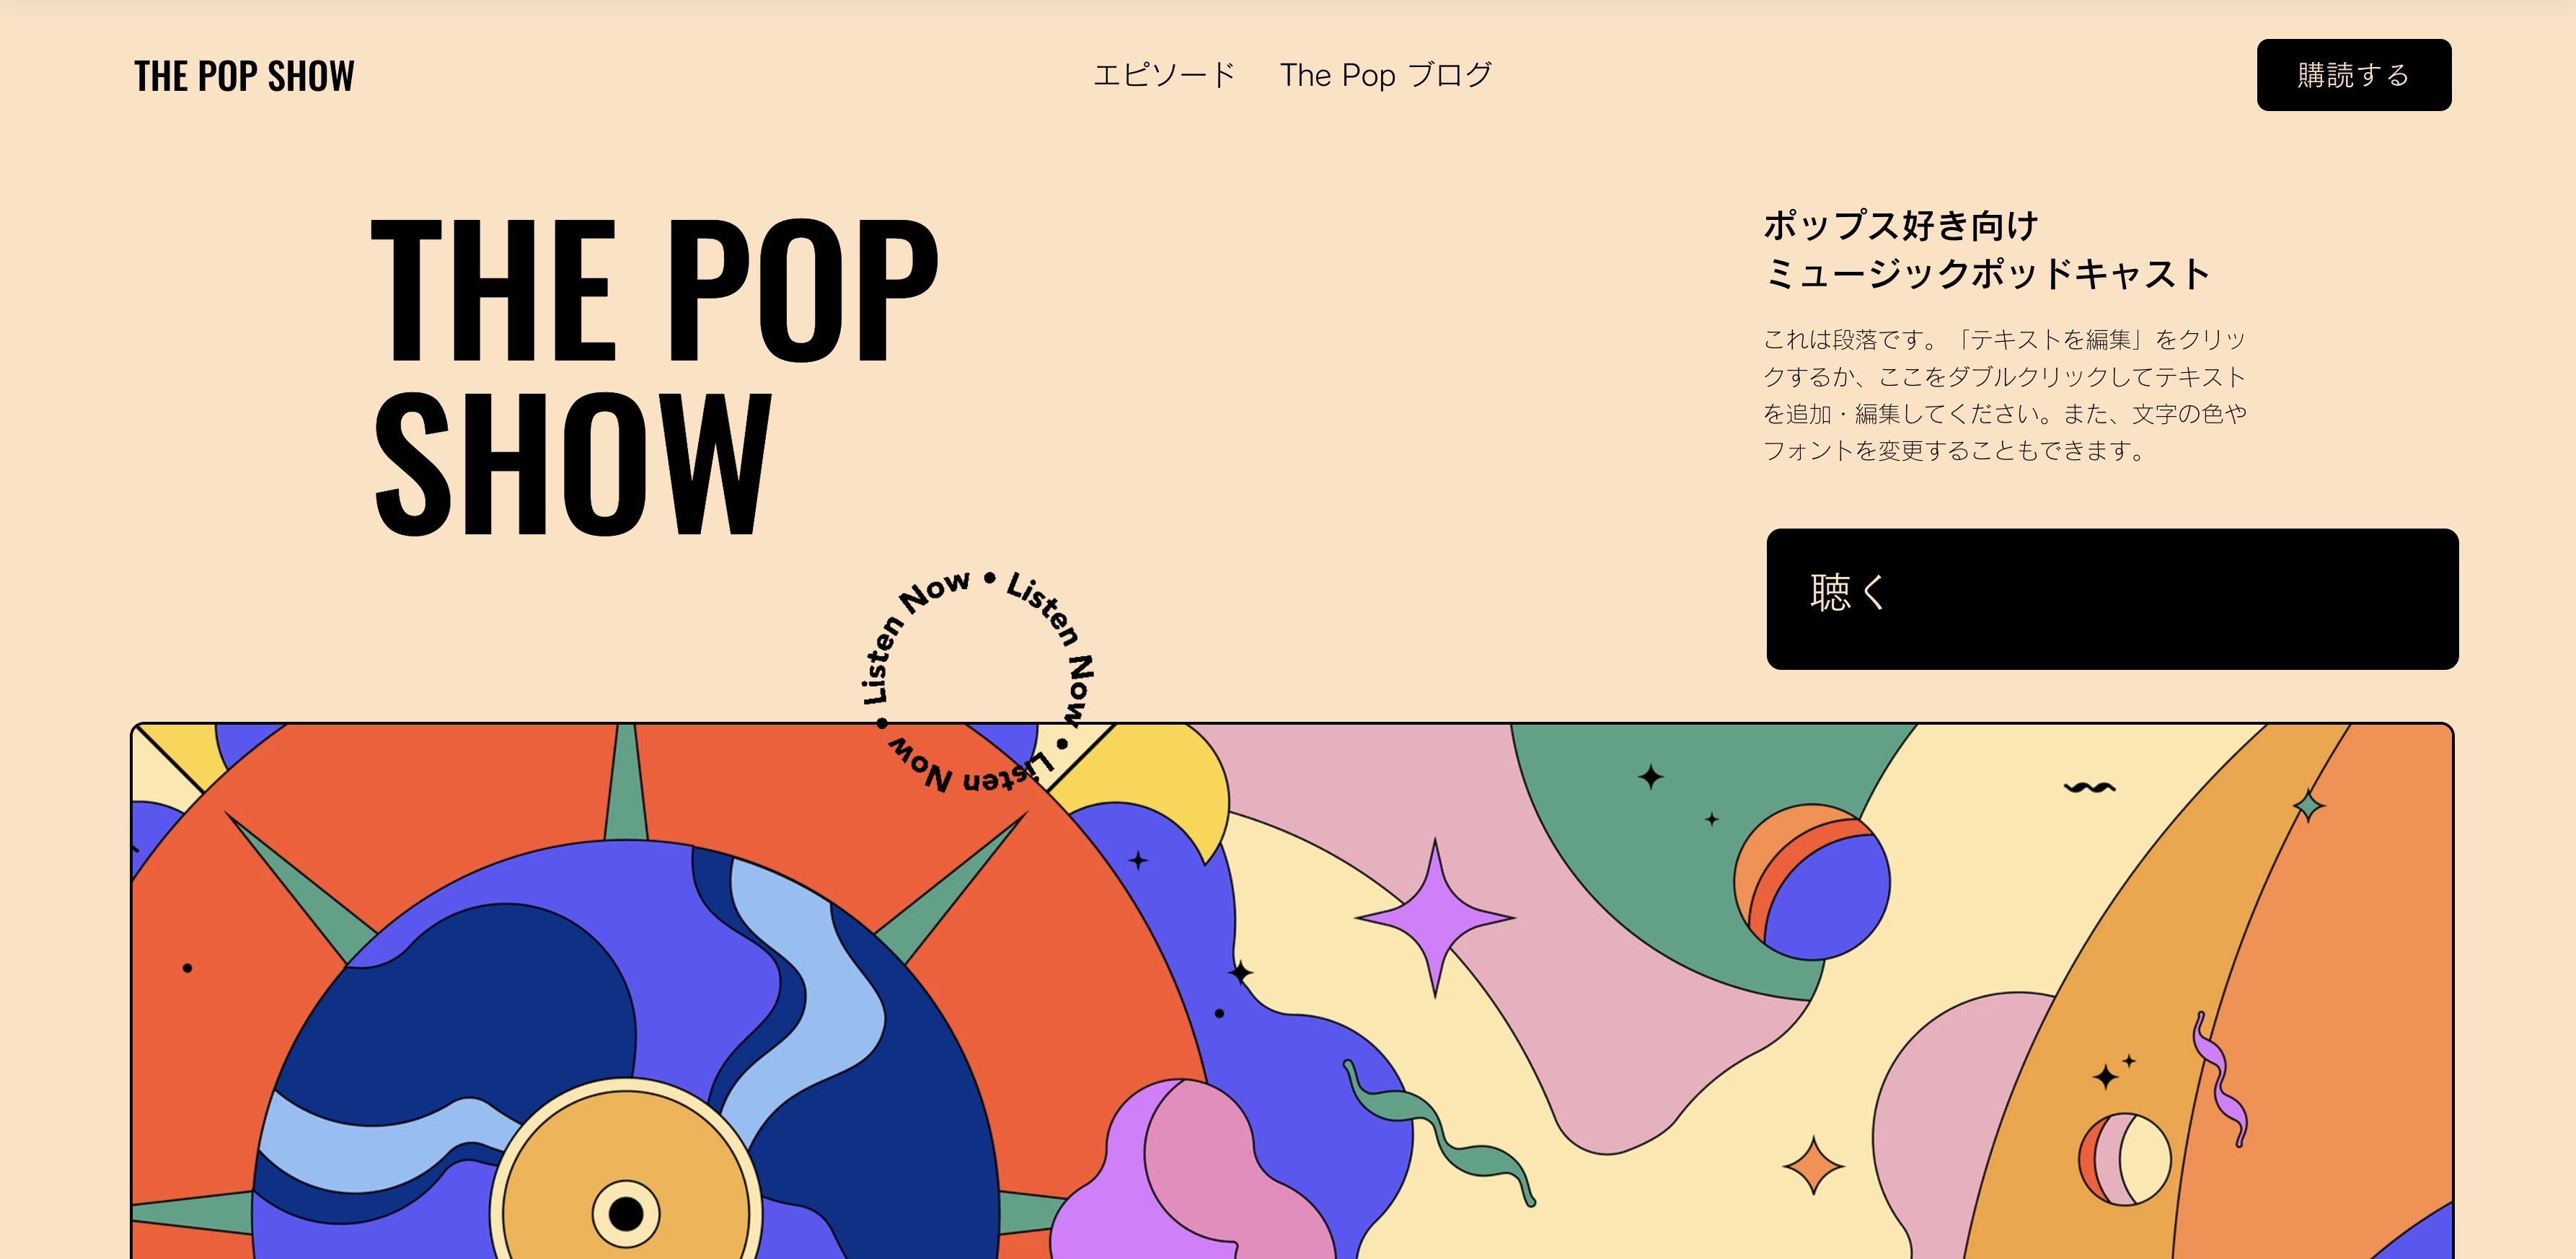 THE POP SHOW
エピソード
The Pop ブログ
購読する
THE POP
SHOW
ポップス好き向け
ミュージックポッドキャスト
これは段落です。「テキストを編集」をクリッ
クするか、ここをダブルクリックしてテキスト
を追加・編集してください。また、文字の色や
フォントを変更することもできます。
聴く
Listen Now • Listen Now • Listen Now •